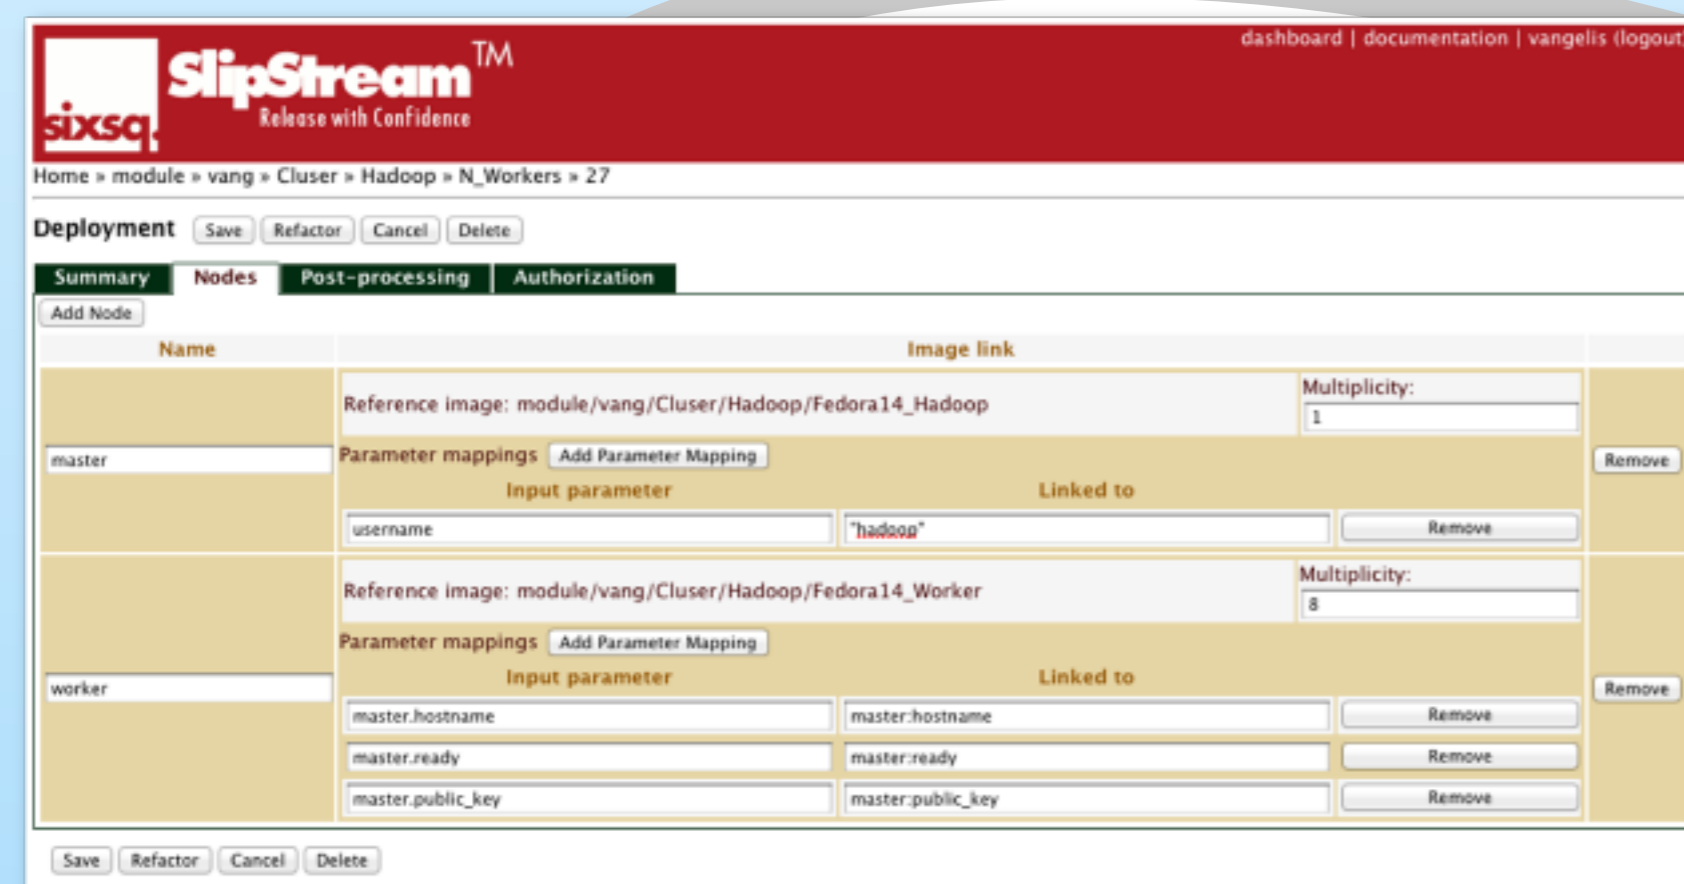 dashboard | documentation | vangelis (logout)
SlipStream™
Release with Confidence
sixsq.
Home » module » vang » Cluser » Hadoop » N_Workers » 27
Deployment Save Refactor Cancel Delete
Summary Nodes Post-processing Authorization
Add Node
Name Image link
Reference image: module/vang/Cluser/Hadoop/Fedora14_Hadoop
Multiplicity:
1
master
Parameter mappings Add Parameter Mapping
Remove
Input parameter Linked to
username "hadoop" Remove
Reference image: module/vang/Cluser/Hadoop/Fedora14_Worker
Multiplicity:
8
Parameter mappings Add Parameter Mapping
Input parameter Linked to
worker
Remove
master.hostname master:hostname Remove
master.ready master:ready Remove
master.public_key master:public_key Remove
Save Refactor Cancel Delete